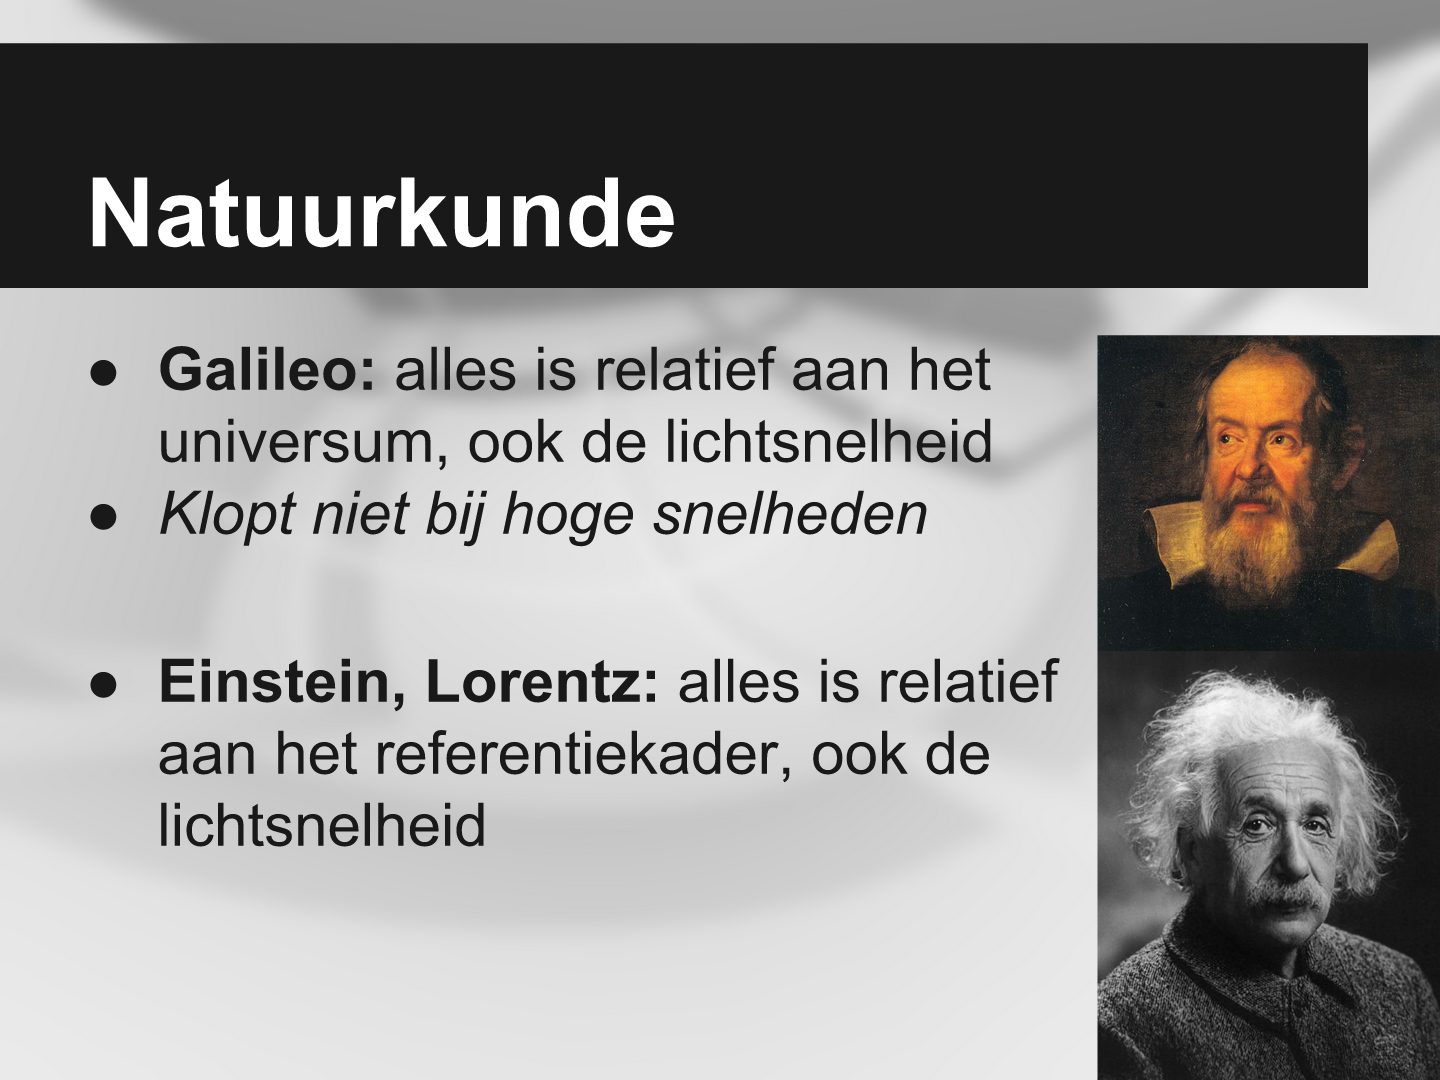 Natuurkunde
● Galileo: alles is relatief aan het
universum, ook de lichtsnelheid
● Klopt niet bij hoge snelheden
● Einstein, Lorentz: alles is relatief
aan het referentiekader, ook de
lichtsnelheid